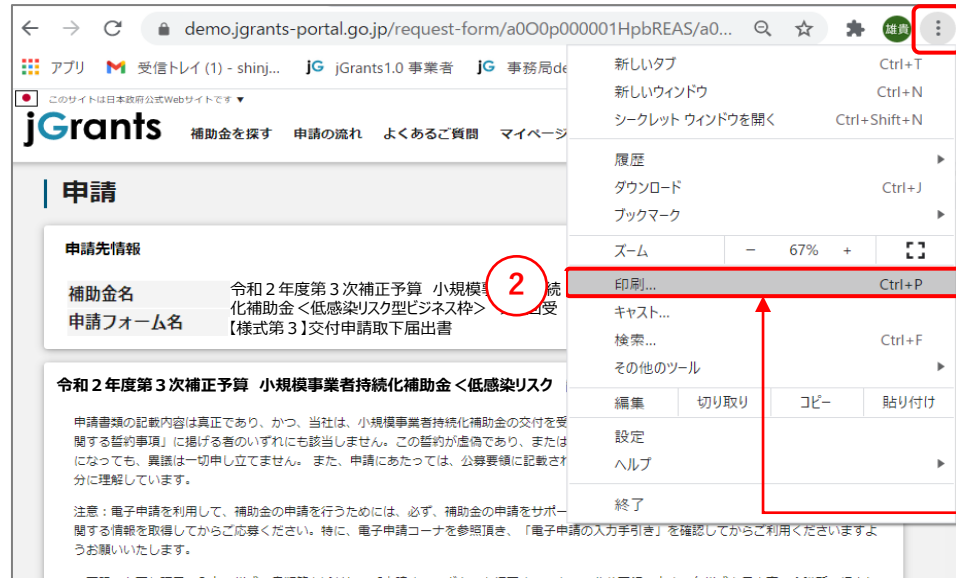 demo.jgrants-portal.go.jp/request-form/a0O0p000001HpbREAS/a0...
雄貴
アプリ
受信トレイ (1) - shinj...
jG jGrants1.0 事業者
jG 事務局de
このサイトは日本政府公式Webサイトです ▼
jGrants
補助金を探す 申請の流れ よくあるご質問 マイページ
申請
申請先情報
補助金名
令和２年度第３次補正予算 小規模事
続
化補助金＜低感染リスク型ビジネス枠＞
受
申請フォーム名
【様式第３】交付申請取下届出書
2
令和２年度第３次補正予算 小規模事業者持続化補助金＜低感染リスク
申請書類の記載内容は真正であり、かつ、当社は、小規模事業者持続化補助金の交付を受
関する誓約事項」に掲げる者のいずれにも該当しません。この誓約が虚偽であり、または
になっても、異議は一切申し立てません。 また、申請にあたっては、公募要領に記載され
分に理解しています。
注意：電子申請を利用して、補助金の申請を行うためには、必ず、補助金の申請をサポー
関する情報を取得してからご応募ください。特に、電子申請コーナを参照頂き、「電子申請の入力手引き」を確認してからご利用くださいますよ
うお願いいたします。
新しいタブ Ctrl+T
新しいウィンドウ Ctrl+N
シークレット ウィンドウを開く Ctrl+Shift+N
履歴
ダウンロード Ctrl+J
ブックマーク
ズーム － 67% +
印刷... Ctrl+P
キャスト...
検索... Ctrl+F
その他のツール
編集 切り取り コピー 貼り付け
設定
ヘルプ
終了